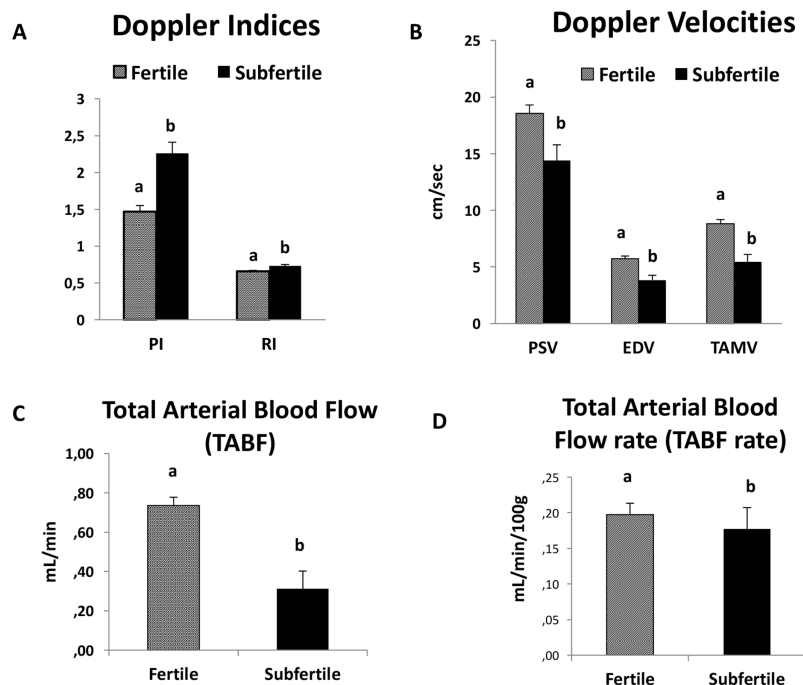 A
Doppler Indices
Fertile Subfertile
3
2,5
2
1,5
1
0,5
0
a
b
a
b
PI RI
B
Doppler Velocities
Fertile Subfertile
cm/sec
25
20
15
10
5
0
a
b
a
b
a
b
PSV EDV TAMV
C
Total Arterial Blood Flow
(TABF)
mL/min
1,00
,80
,60
,40
,20
,00
a
b
Fertile Subfertile
D
Total Arterial Blood
Flow rate (TABF rate)
mL/min/100g
,25
,20
,15
,10
,05
,00
a
b
Fertile Subfertile